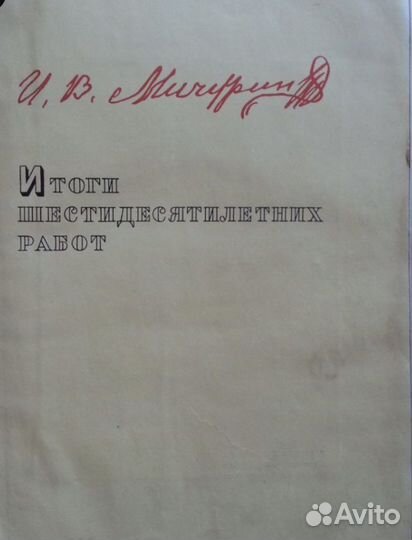 И. В. Мичурин
Итоги
шестидесятилетних
работ
Avito